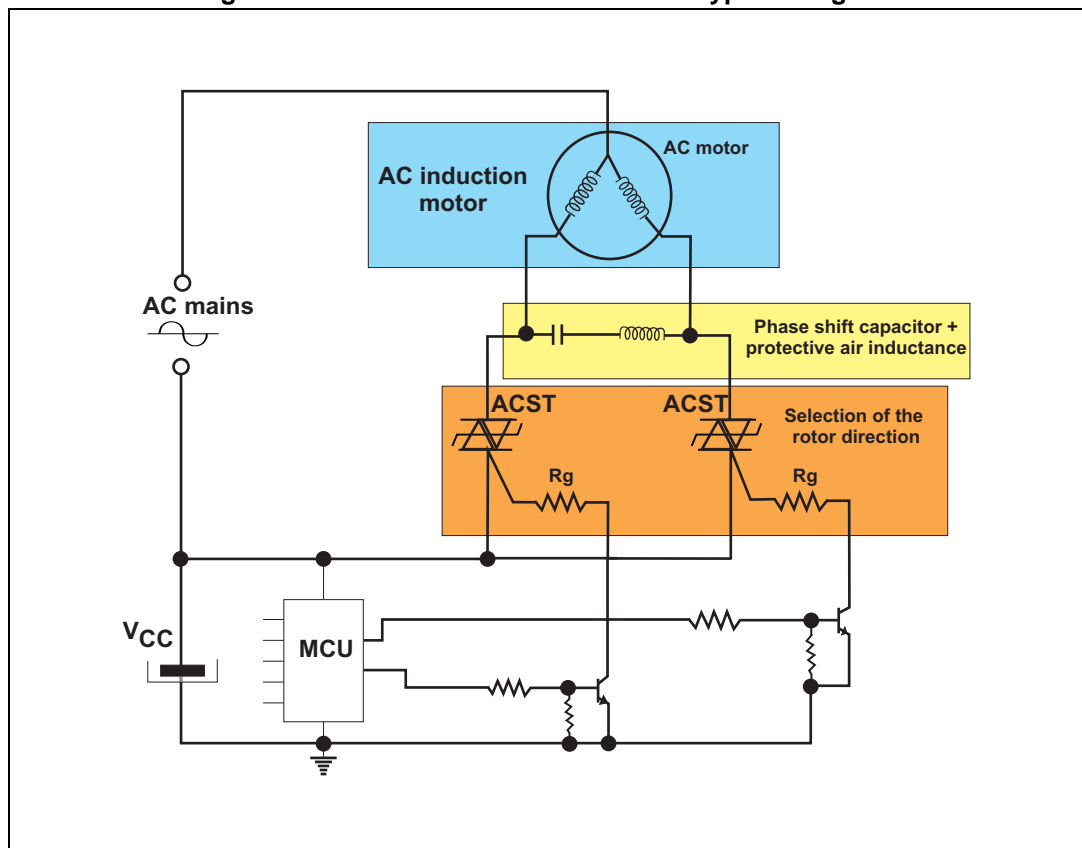 AC motor
AC induction
motor
AC mains
Phase shift capacitor +
protective air inductance
ACST
ACST
Selection of the
rotor direction
Rg
Rg
VCC
MCU